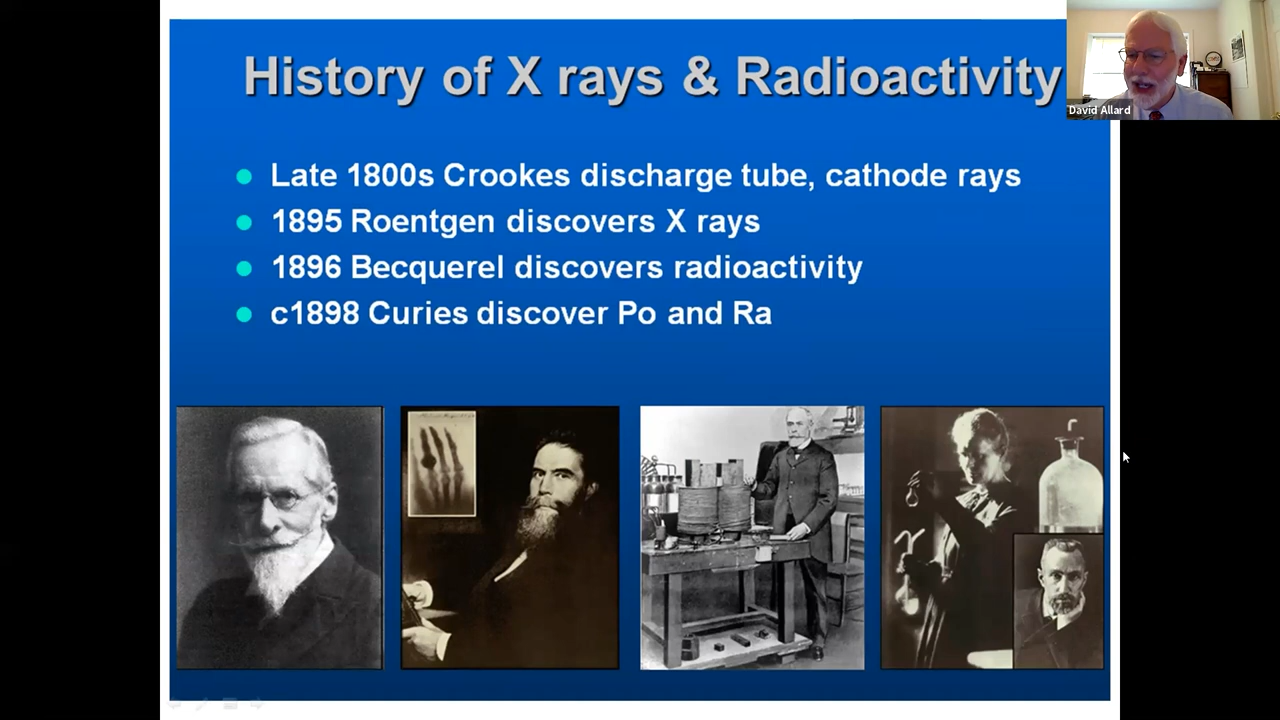 History of X rays & Radioactivity
David Allard
Late 1800s Crookes discharge tube, cathode rays
1895 Roentgen discovers X rays
1896 Becquerel discovers radioactivity
c1898 Curies discover Po and Ra